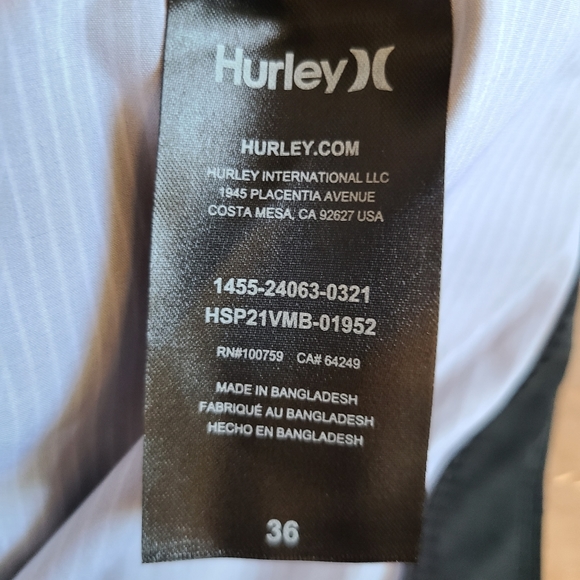 Hurley
HURLEY.COM
HURLEY INTERNATIONAL LLC
1945 PLACENTIA AVENUE
COSTA MESA, CA 92627 USA
1455-24063-0321
HSP21VMB-01952
RN#100759 CA# 64249
MADE IN BANGLADESH
FABRIQUÉ AU BANGLADESH
HECHO EN BANGLADESH
36